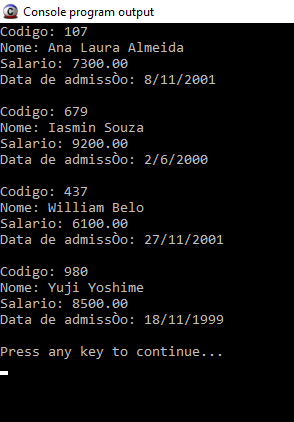 Console program output
Codigo: 107
Nome: Ana Laura Almeida
Salario: 7300.00
Data de admissÒo: 8/11/2001
Codigo: 679
Nome: Iasmin Souza
Salario: 9200.00
Data de admissÒo: 2/6/2000
Codigo: 437
Nome: William Belo
Salario: 6100.00
Data de admissÒo: 27/11/2001
Codigo: 980
Nome: Yuji Yoshime
Salario: 8500.00
Data de admissÒo: 18/11/1999
Press any key to continue...